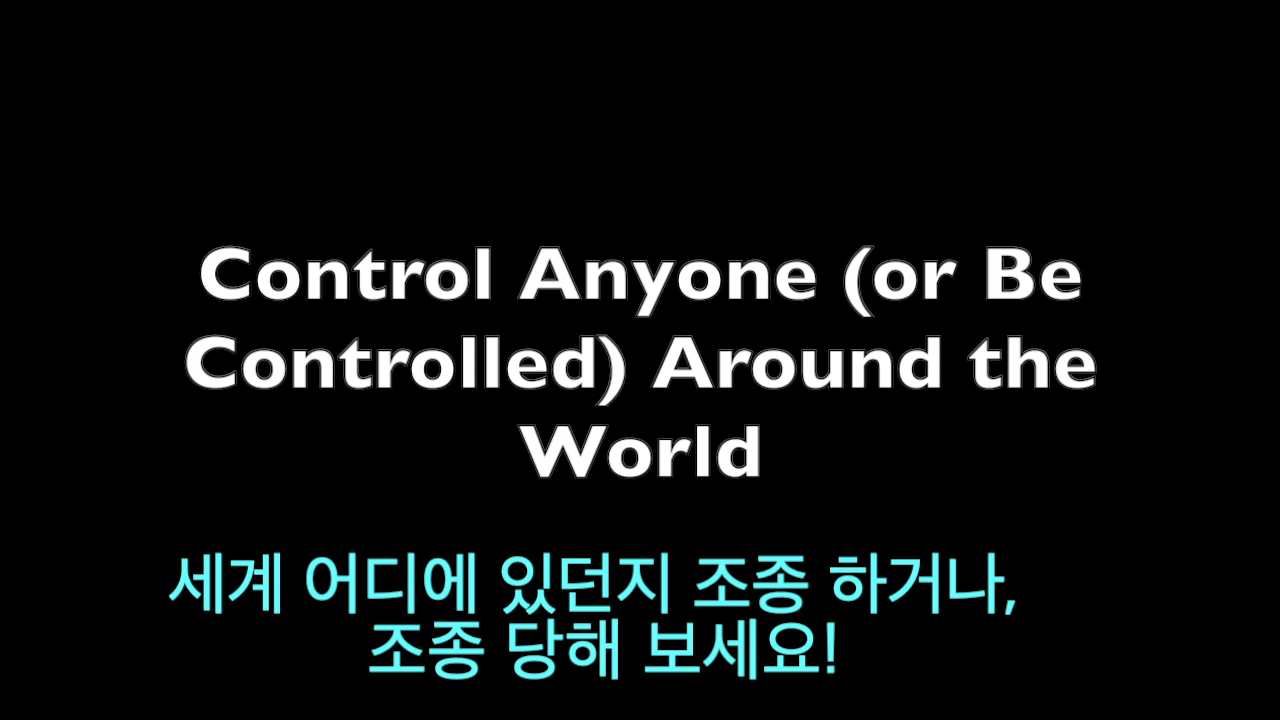 Control Anyone (or Be
Controlled) Around the
World
세계 어디에 있던지 조종 하거나,
조종 당해 보세요!